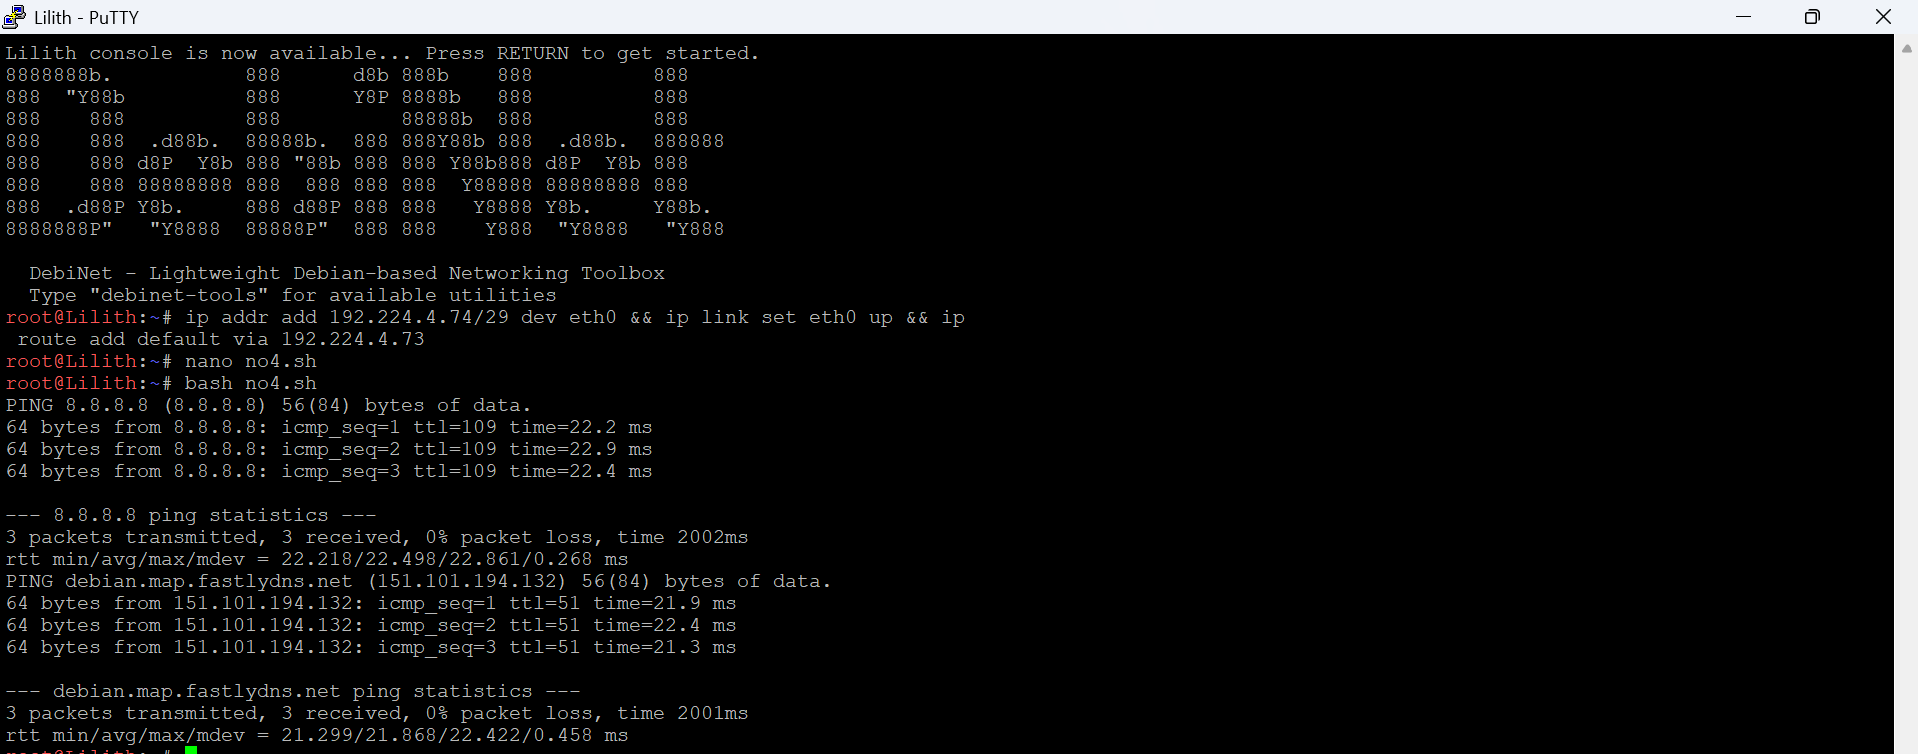 Lilith - PuTTY
Lilith console is now available... Press RETURN to get started.
8888888b.            888      d8b 888b    888          888
888  "Y88b          888      Y8P 8888b   888          888
888    888          888          88888b  888          888
888    888  .d88b.  88888b.  888 888Y88b 888  .d88b.  888888
888    888 d8P  Y8b 888 "88b 888 888 Y88b888 d8P  Y8b 888
888    888 88888888 888  888 888 888  Y88888 88888888 888
888  .d88P Y8b.     888 d88P 888 888   Y8888 Y8b.     Y88b.
8888888P"   "Y8888  88888P"  888 888    Y888  "Y8888   "Y888
DebiNet - Lightweight Debian-based Networking Toolbox
Type "debinet-tools" for available utilities
root@Lilith:~# ip addr add 192.224.4.74/29 dev eth0 && ip link set eth0 up && ip
route add default via 192.224.4.73
root@Lilith:~# nano no4.sh
root@Lilith:~# bash no4.sh
PING 8.8.8.8 (8.8.8.8) 56(84) bytes of data.
64 bytes from 8.8.8.8: icmp_seq=1 ttl=109 time=22.2 ms
64 bytes from 8.8.8.8: icmp_seq=2 ttl=109 time=22.9 ms
64 bytes from 8.8.8.8: icmp_seq=3 ttl=109 time=22.4 ms
--- 8.8.8.8 ping statistics ---
3 packets transmitted, 3 received, 0% packet loss, time 2002ms
rtt min/avg/max/mdev = 22.218/22.498/22.861/0.268 ms
PING debian.map.fastlydns.net (151.101.194.132) 56(84) bytes of data.
64 bytes from 151.101.194.132: icmp_seq=1 ttl=51 time=21.9 ms
64 bytes from 151.101.194.132: icmp_seq=2 ttl=51 time=22.4 ms
64 bytes from 151.101.194.132: icmp_seq=3 ttl=51 time=21.3 ms
--- debian.map.fastlydns.net ping statistics ---
3 packets transmitted, 3 received, 0% packet loss, time 2001ms
rtt min/avg/max/mdev = 21.299/21.868/22.422/0.458 ms